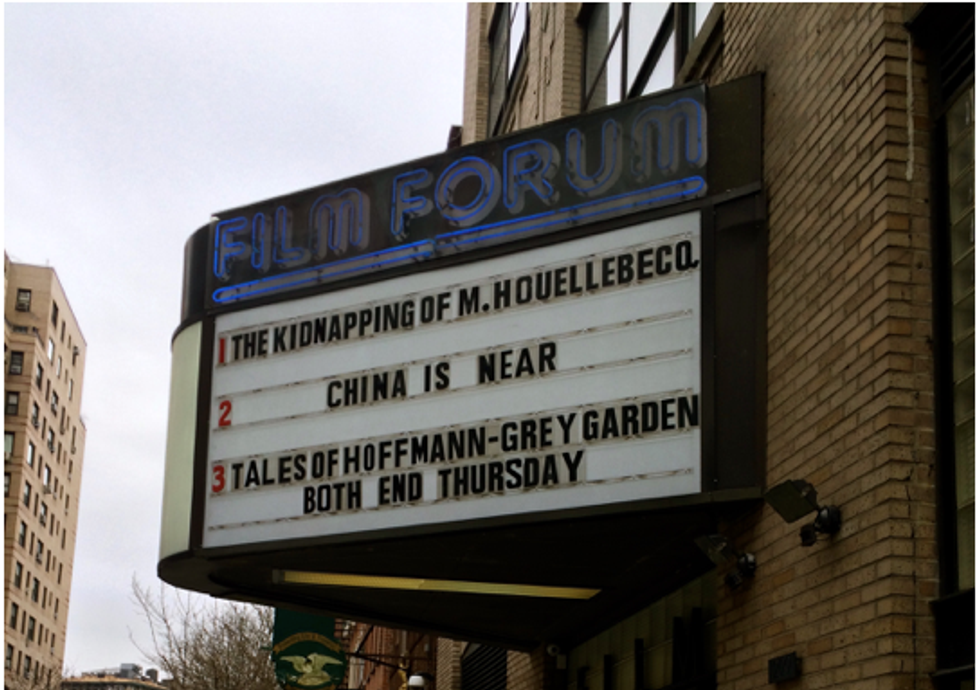 FILM FORUM
1 THE KIDNAPPING OF M. HOUELLEBECQ
2 CHINA IS NEAR
3 TALES OF HOFFMANN-GREY GARDEN
BOTH END THURSDAY